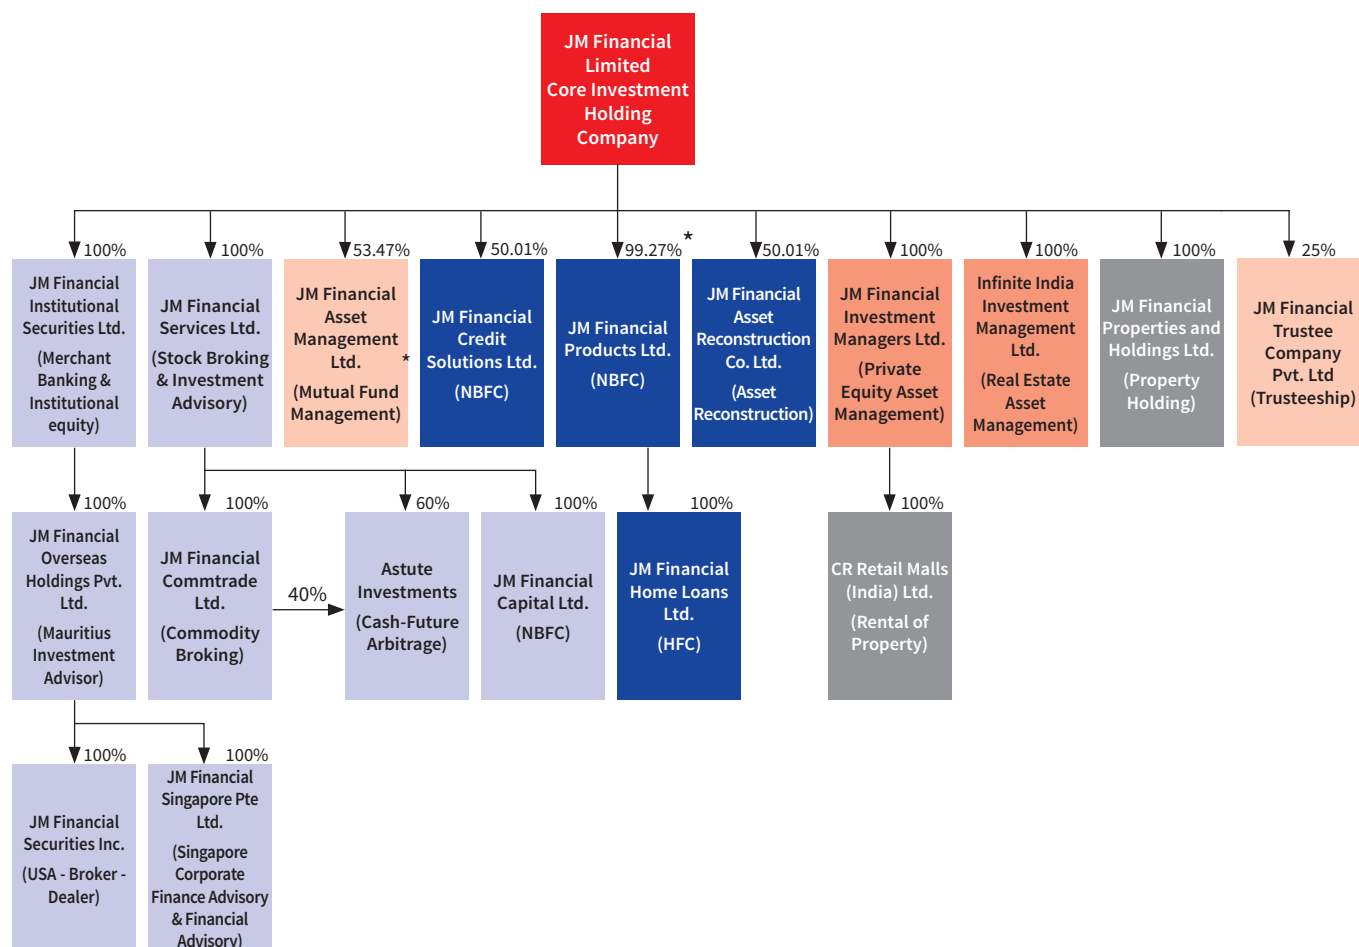 JM Financial
Limited
Core Investment
Holding
Company
100%
100%
53.47%
50.01%
99.27%
*
50.01%
100%
100%
100%
25%
JM Financial
Institutional
Securities Ltd.
(Merchant
Banking &
Institutional
equity)
JM Financial
Services Ltd.
(Stock Broking
& Investment
Advisory)
JM Financial
Asset
Management
Ltd. *
(Mutual Fund
Management)
JM Financial
Credit
Solutions Ltd.
(NBFC)
JM Financial
Products Ltd.
(NBFC)
JM Financial
Asset
Reconstruction
Co. Ltd.
(Asset
Reconstruction)
JM Financial
Investment
Managers Ltd.
(Private
Equity Asset
Management)
Infinite India
Investment
Management
Ltd.
(Real Estate
Asset
Management)
JM Financial
Properties and
Holdings Ltd.
(Property
Holding)
JM Financial
Trustee
Company
Pvt. Ltd
(Trusteeship)
100%
100%
60%
100%
100%
100%
JM Financial
Overseas
Holdings Pvt.
Ltd.
(Mauritius
Investment
Advisor)
JM Financial
Commtrade
Ltd.
(Commodity
Broking)
40%
Astute
Investments
(Cash-Future
Arbitrage)
JM Financial
Capital Ltd.
(NBFC)
JM Financial
Home Loans
Ltd.
(HFC)
CR Retail Malls
(India) Ltd.
(Rental of
Property)
100%
100%
JM Financial
Securities Inc.
(USA - Broker -
Dealer)
JM Financial
Singapore Pte
Ltd.
(Singapore
Corporate
Finance Advisory
& Financial
Advisory)